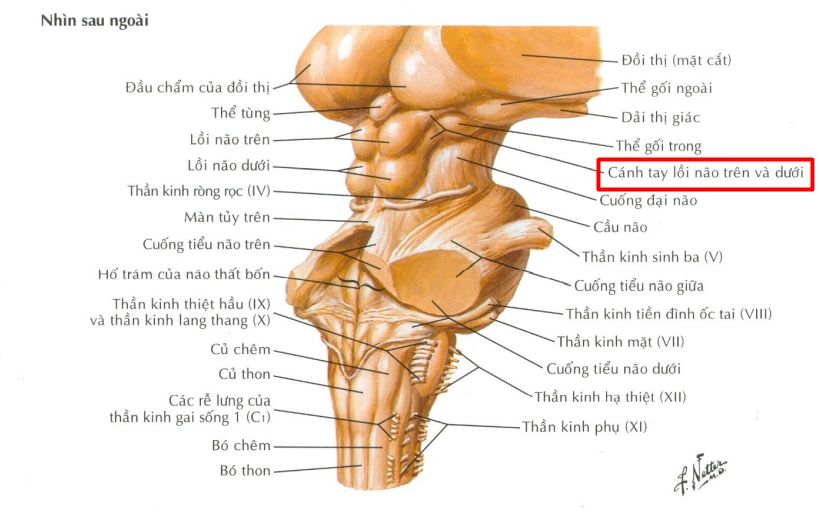 Nhìn sau ngoài
Đầu chẩm của đồi thị
Thể tùng
Lồi não trên
Lồi não dưới
Thần kinh ròng rọc (IV)
Màn tủy trên
Cuống tiểu não trên
Hố trám của não thất bốn
Thần kinh thiệt hầu (IX)
và thần kinh lang thang (X)
Củ chêm
Củ thon
Các rễ lưng của
thần kinh gai sống 1 (C1)
Bó chêm
Bó thon
Đồi thị (mặt cắt)
Thể gối ngoài
Dải thị giác
Thể gối trong
Cánh tay lồi não trên và dưới
Cuống đại não
Cầu não
Thần kinh sinh ba (V)
Cuống tiểu não giữa
Thần kinh tiền đình ốc tai (VIII)
Thần kinh mặt (VII)
Cuống tiểu não dưới
Thần kinh hạ thiệt (XII)
Thần kinh phụ (XI)
F. Netter
M.D.